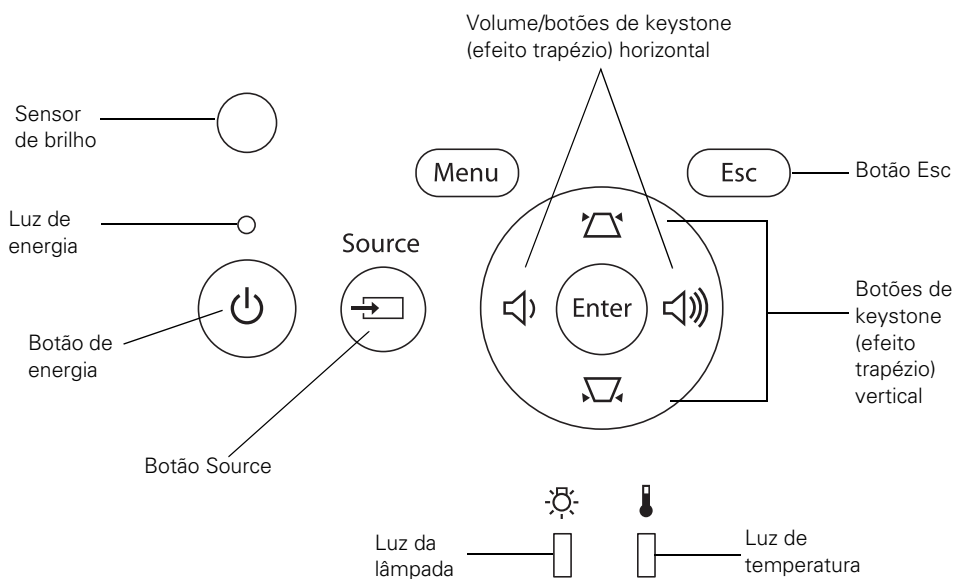 Volume/botões de keystone
(efeito trapézio) horizontal
Sensor
de brilho
Menu
Esc
Botão Esc
Luz de
energia
Source
Enter
Botões de
keystone
(efeito
trapézio)
vertical
Botão de
energia
Botão Source
Luz da
lâmpada
Luz de
temperatura